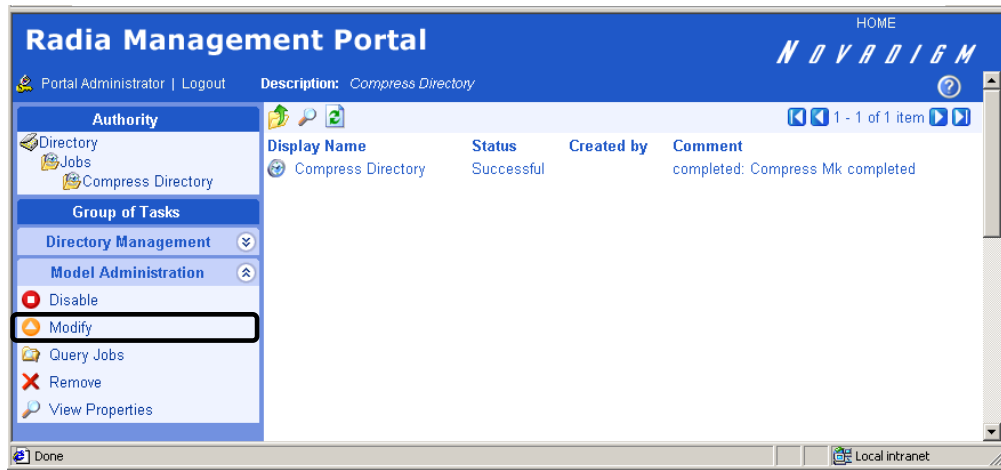 HOME
Radia Management Portal
NOVADIGM
Portal Administrator | Logout Description: Compress Directory
Authority 1 - 1 of 1 item
Directory
Jobs
Compress Directory
Display Name Status Created by Comment
Compress Directory Successful completed: Compress Mk completed
Group of Tasks
Directory Management
Model Administration
Disable
Modify
Query Jobs
Remove
View Properties
Done Local intranet